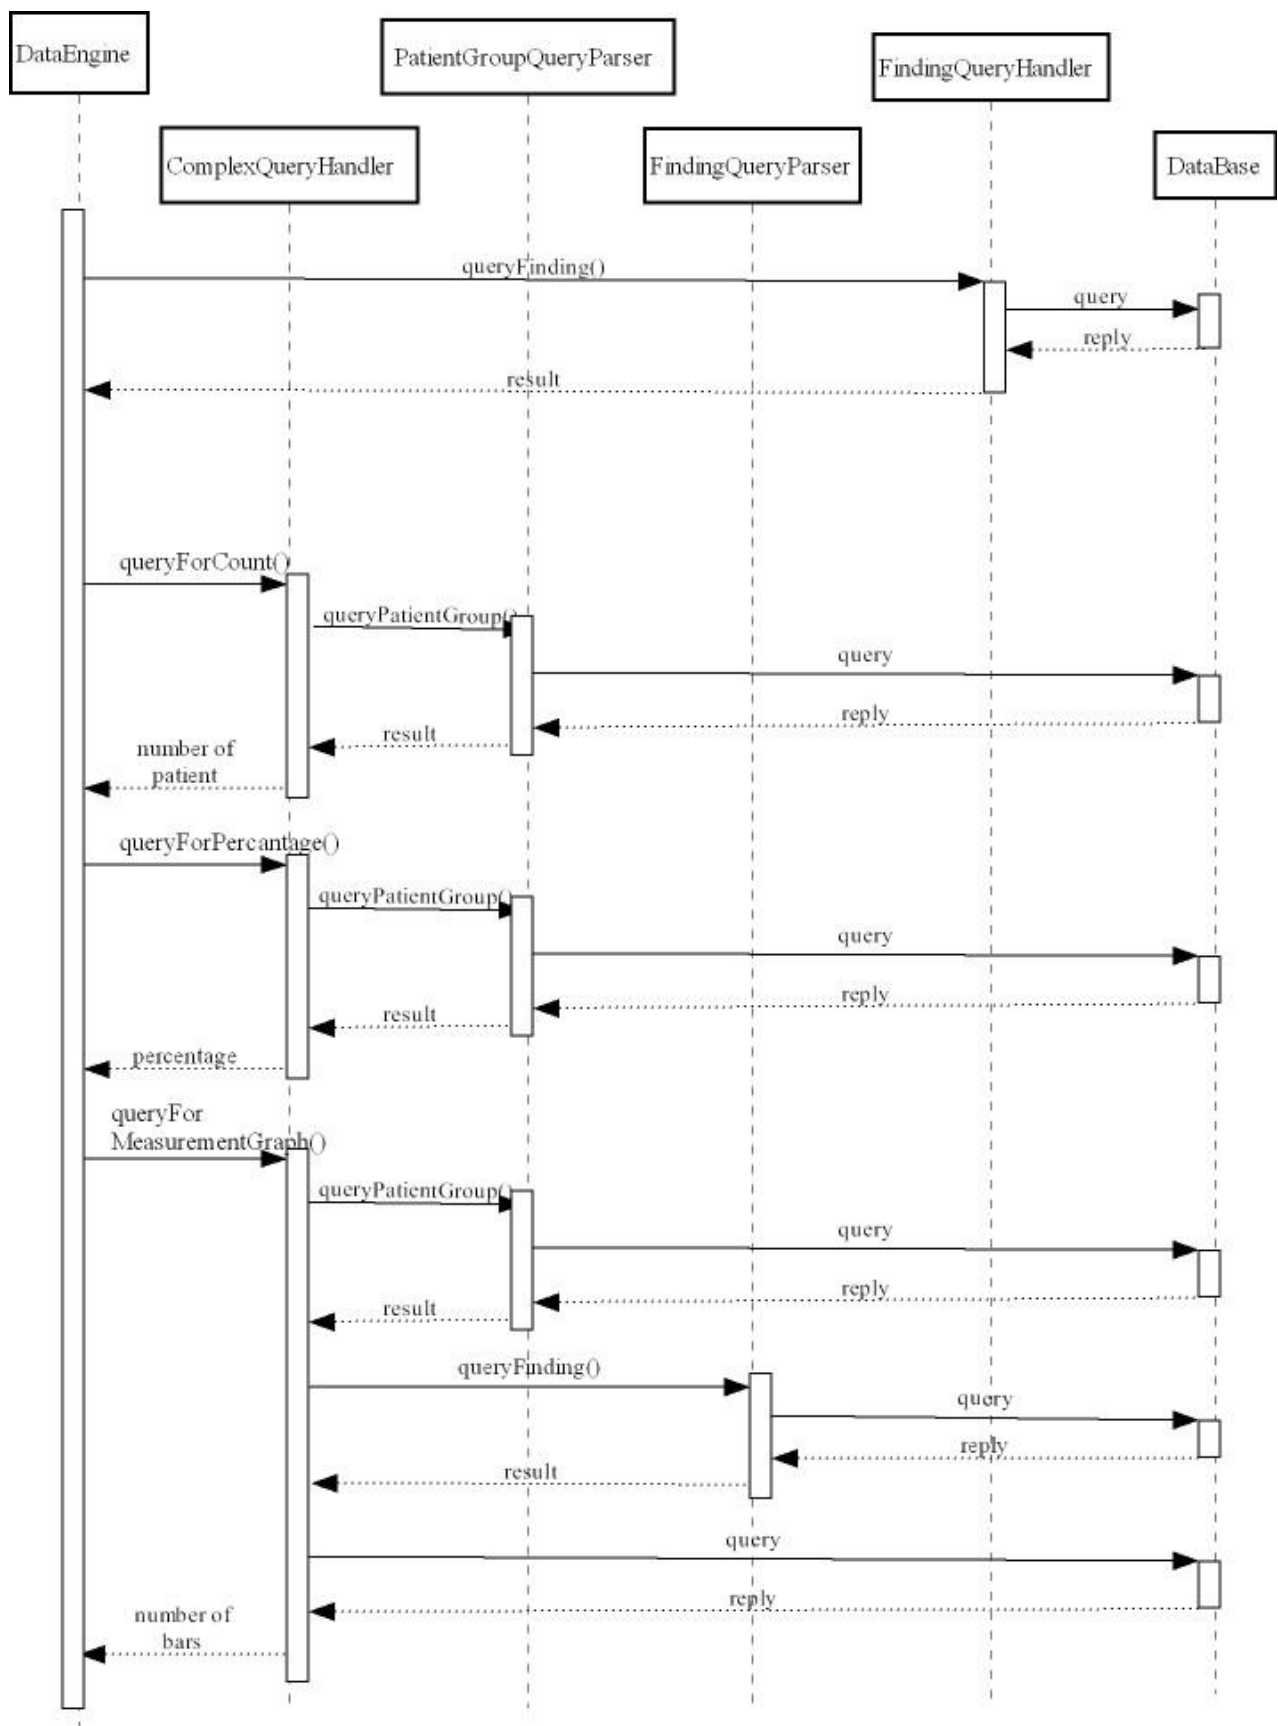 DataEngine
PatientGroupQueryParser
FindingQueryHandler
ComplexQueryHandler
FindingQueryParser
DataBase
queryFinding()
query
reply
result
queryForCount()
queryPatientGroup()
query
reply
result
number of
patient
queryForPercantage()
queryPatientGroup()
query
reply
result
percentage
queryFor
MeasurementGraph()
queryPatientGroup()
query
reply
result
queryFinding()
query
reply
result
query
reply
number of
bars